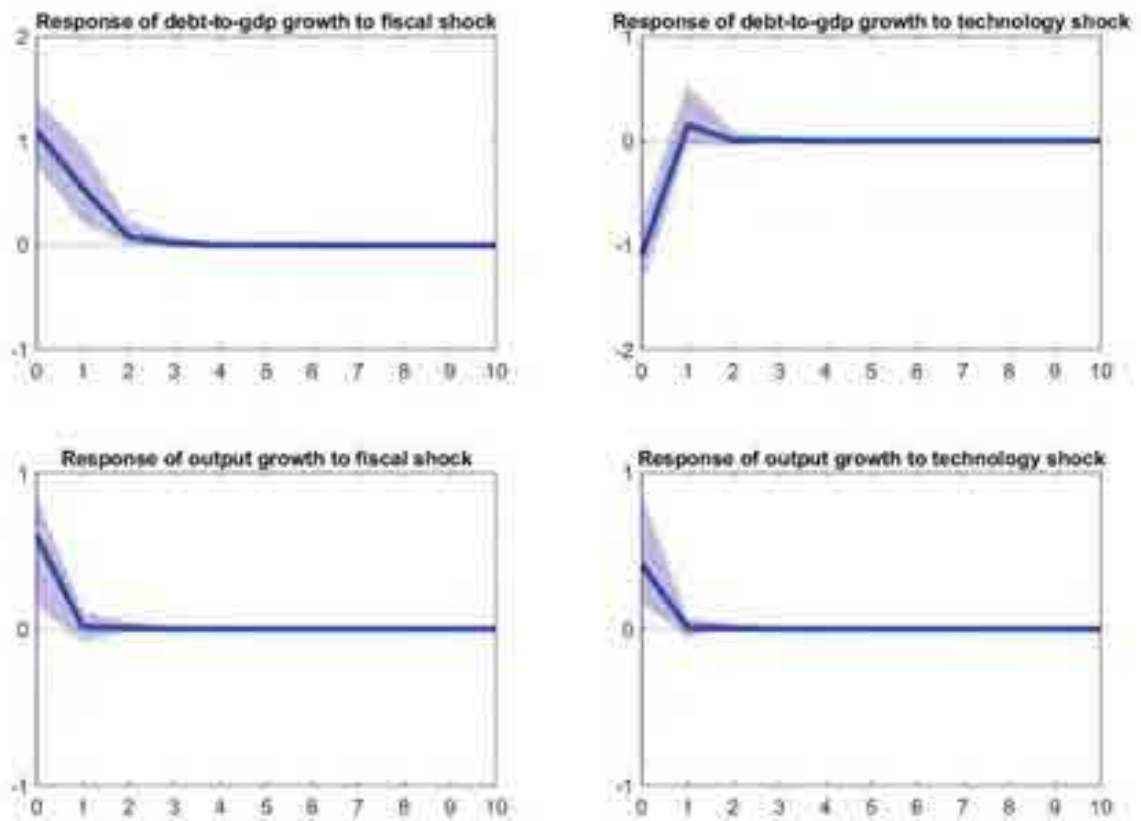 Response of debt-to-gdp growth to fiscal shock
2
1
0
-1
0 1 2 3 4 5 6 7 8 9 10
Response of debt-to-gdp growth to technology shock
1
0
-1
-2
0 1 2 3 4 5 6 7 8 9 10
Response of output growth to fiscal shock
1
0
-1
0 1 2 3 4 5 6 7 8 9 10
Response of output growth to technology shock
1
0
-1
0 1 2 3 4 5 6 7 8 9 10